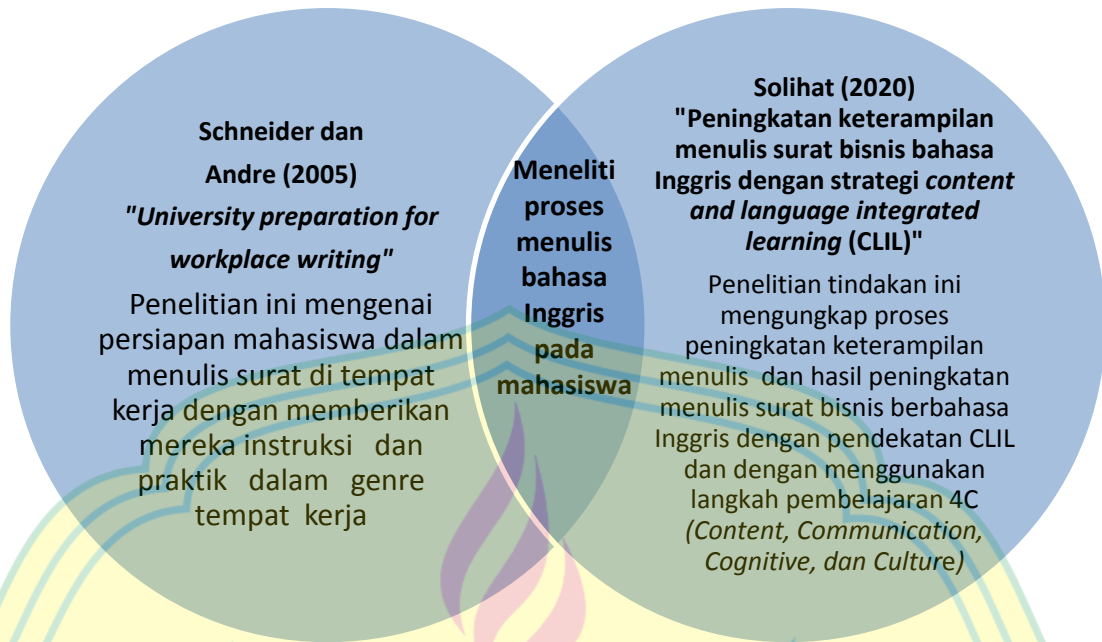 Schneider dan
Andre (2005)
"University preparation for
workplace writing"
Penelitian ini mengenai
persiapan mahasiswa dalam
menulis surat di tempat
kerja dengan memberikan
mereka instruksi dan
praktik dalam genre
tempat kerja
Meneliti
proses
menulis
bahasa
Inggris
pada
mahasiswa
Solihat (2020)
"Peningkatan keterampilan
menulis surat bisnis bahasa
Inggris dengan strategi content
and language integrated
learning (CLIL)"
Penelitian tindakan ini
mengungkap proses
peningkatan keterampilan
menulis dan hasil peningkatan
menulis surat bisnis berbahasa
Inggris dengan pendekatan CLIL
dan dengan menggunakan
langkah pembelajaran 4C
(Content, Communication,
Cognitive, dan Culture)